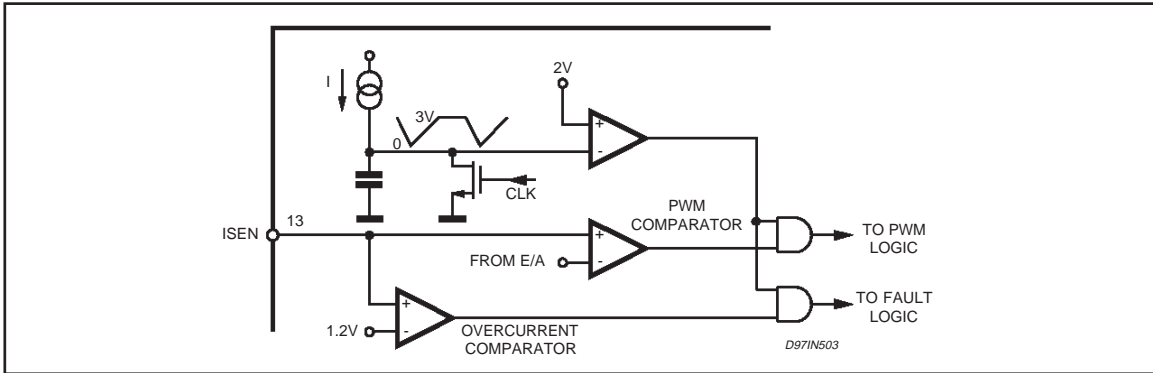 2V
I
3V
0
CLK
13
ISEN
PWM
COMPARATOR
TO PWM
LOGIC
FROM E/A
TO FAULT
LOGIC
1.2V
OVERCURRENT
COMPARATOR
D97IN503
+
-
+
-
+
-